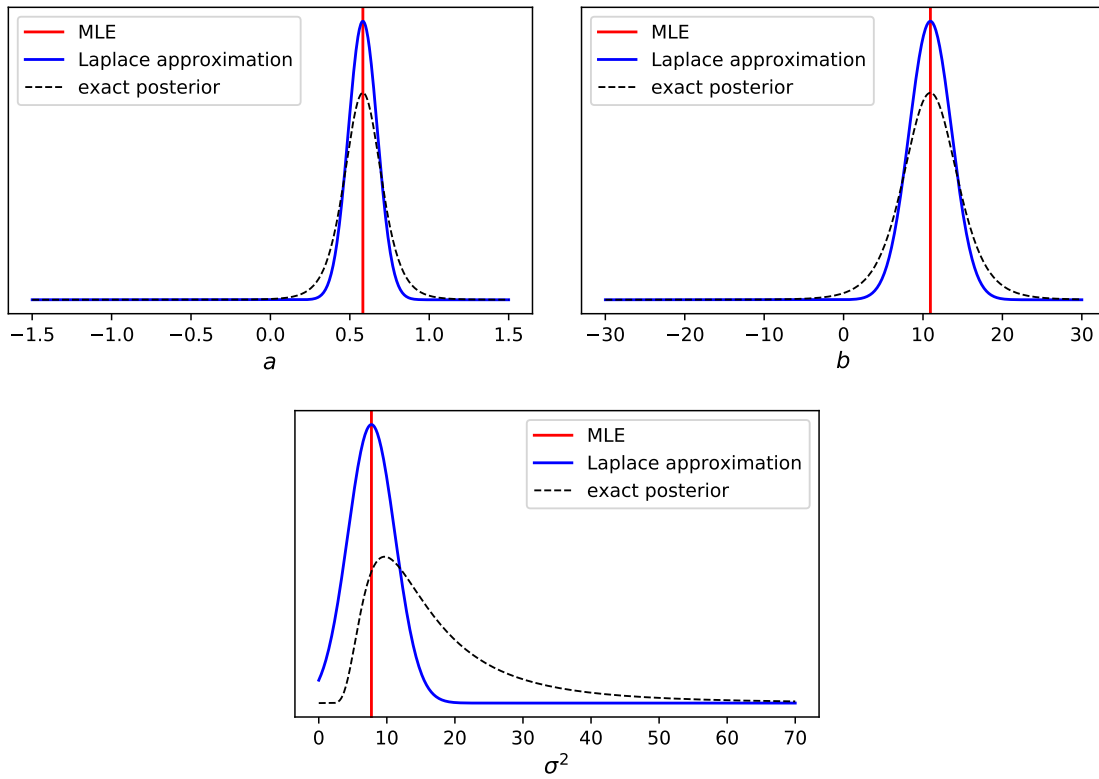 MLE
Laplace approximation
exact posterior
−1.5 −1.0 −0.5 0.0 0.5 1.0 1.5
a
MLE
Laplace approximation
exact posterior
−30 −20 −10 0 10 20 30
b
MLE
Laplace approximation
exact posterior
0 10 20 30 40 50 60 70
σ²